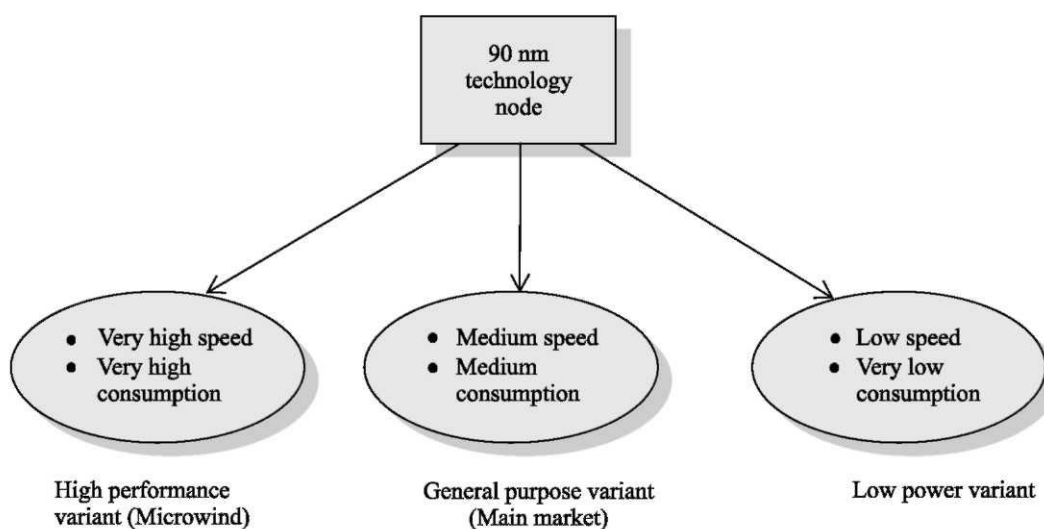 90 nm
technology
node
• Very high speed
• Very high
consumption
• Medium speed
• Medium
consumption
• Low speed
• Very low
consumption
High performance
variant (Microwind)
General purpose variant
(Main market)
Low power variant